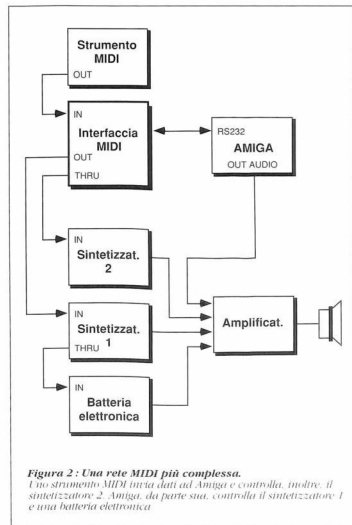 Strumento
MIDI
OUT
IN
Interfaccia
MIDI
OUT
THRU
RS232
AMIGA
OUT AUDIO
IN
Sintetizzat.
2
IN
Sintetizzat.
THRU 1
Amplificat.
IN
Batteria
elettronica
Figura 2 : Una rete MIDI più complessa.
Uno strumento MIDI invia dati ad Amiga e controlla, inoltre, il
sintetizzatore 2. Amiga, da parte sua, controlla il sintetizzatore 1
e una batteria elettronica